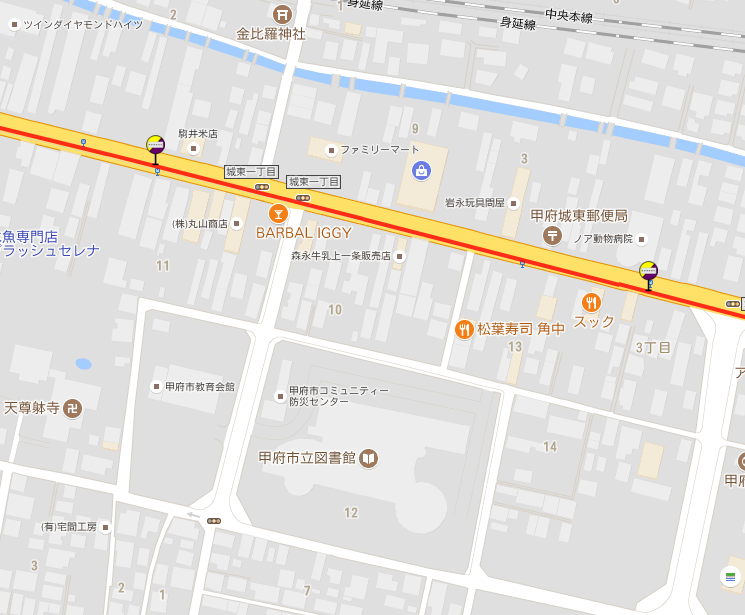 2
1
身延線
中央本線
身延線
ツインダイヤモンドハイツ
金比羅神社
駒井米店
9
ファミリーマート
3
城東一丁目
城東一丁目
岩永玩具問屋
(株)丸山商店
BARBAL IGGY
甲府城東郵便局
ノア動物病院
魚専門店
ラッシュセレナ
森永牛乳上一条販売店
11
10
松葉寿司 角中
スック
13
3丁目
甲府市教育会館
甲府市コミュニティー
防災センター
天尊躰寺
14
甲府市立図書館
12
(有)宅間工房
3
2
1
7